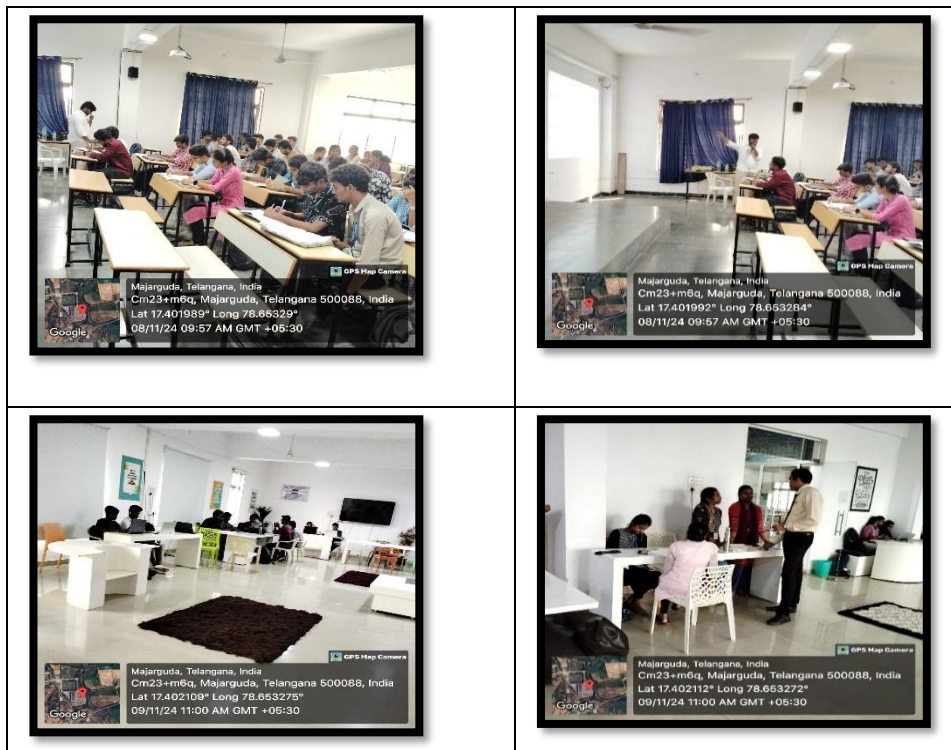 GPS Map Camera
Majarguda, Telangana, India
Cm23+m6q, Majarguda, Telangana 500088, India
Lat 17.401989° Long 78.65329°
08/11/24 09:57 AM GMT +05:30
Google
GPS Map Camera
Majarguda, Telangana, India
Cm23+m6q, Majarguda, Telangana 500088, India
Lat 17.401992° Long 78.653284°
08/11/24 09:57 AM GMT +05:30
Google
GPS Map Camera
Majarguda, Telangana, India
Cm23+m6q, Majarguda, Telangana 500088, India
Lat 17.402109° Long 78.653275°
09/11/24 11:00 AM GMT +05:30
Google
GPS Map Camera
Majarguda, Telangana, India
Cm23+m6q, Majarguda, Telangana 500088, India
Lat 17.402112° Long 78.653272°
09/11/24 11:00 AM GMT +05:30
Google